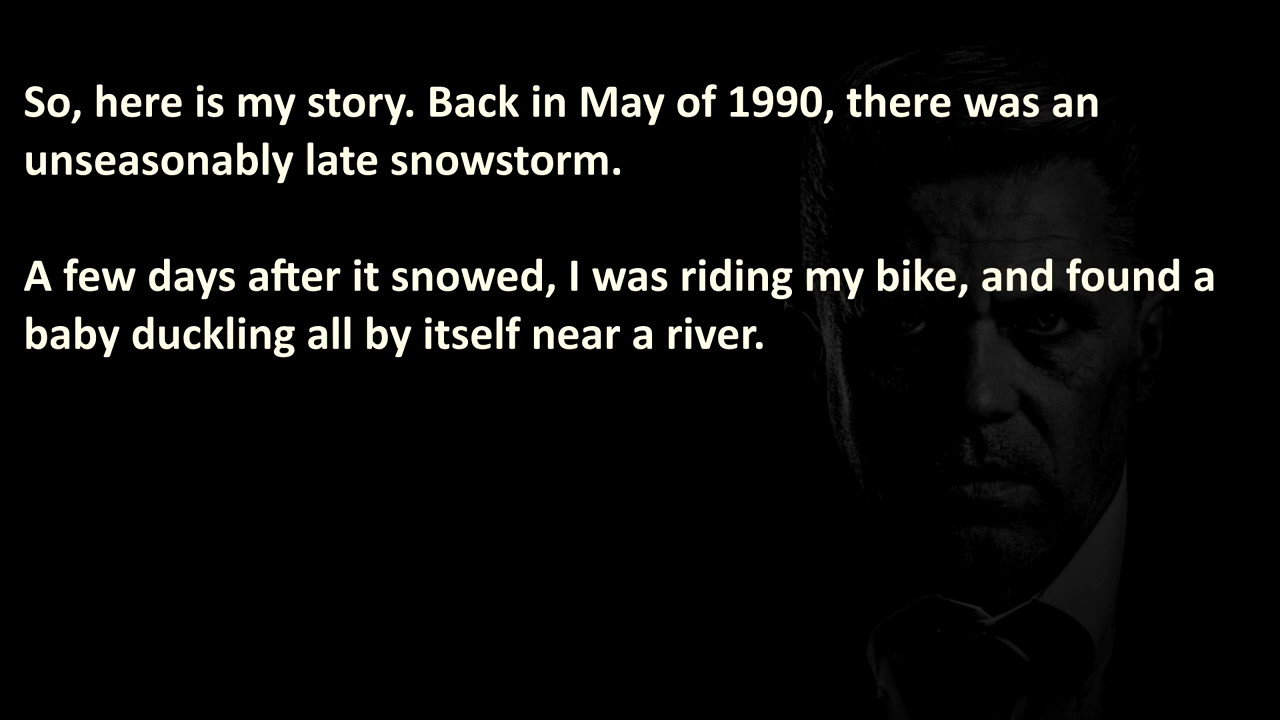 So, here is my story. Back in May of 1990, there was an
unseasonably late snowstorm.
A few days after it snowed, I was riding my bike, and found a
baby duckling all by itself near a river.